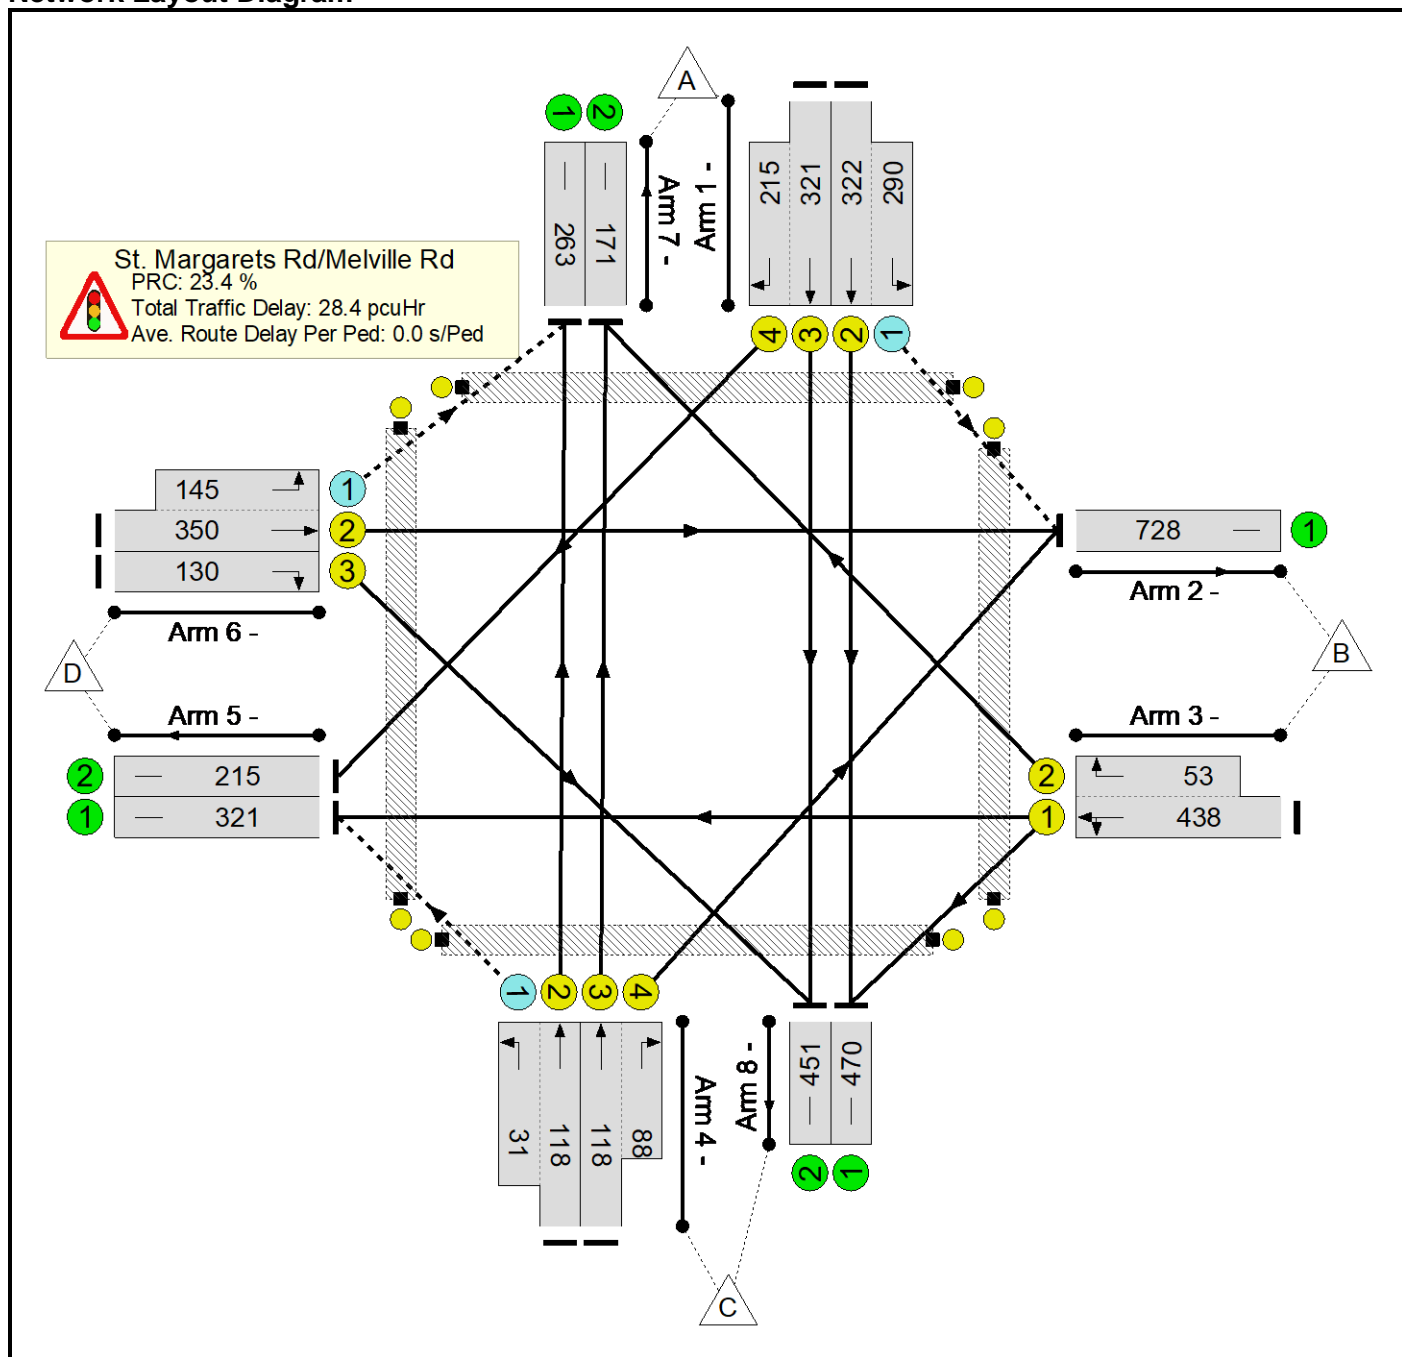 Network Layout Diagram
A
1
2
263
171
Arm 7 -
Arm 1 -
215
321
322
290
4
3
2
1
St. Margarets Rd/Melville Rd
PRC: 23.4 %
Total Traffic Delay: 28.4 pcuHr
Ave. Route Delay Per Ped: 0.0 s/Ped
145
1
350
2
130
3
Arm 6 -
D
Arm 5 -
2
215
1
321
728
1
Arm 2 -
B
Arm 3 -
2
53
1
438
1
2
3
4
31
118
118
88
Arm 4 -
Arm 8 -
451
470
2
1
C